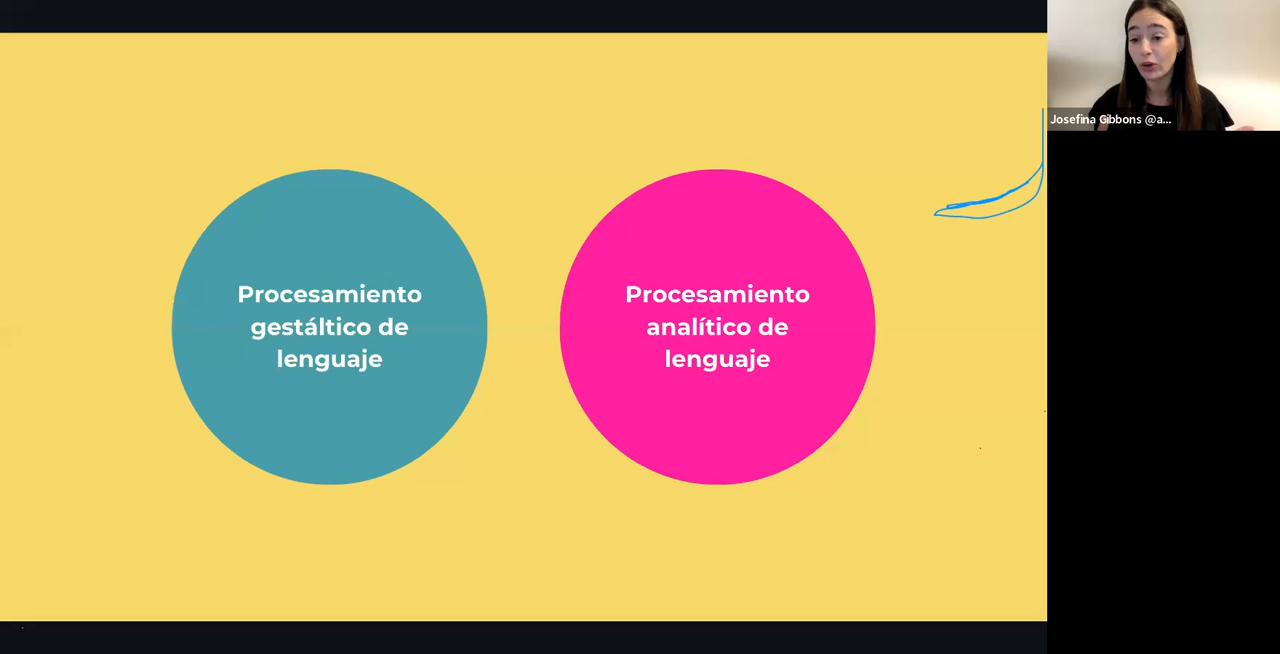 Procesamiento
gestáltico de
lenguaje
Procesamiento
analítico de
lenguaje
Josefina Gibbons @a...